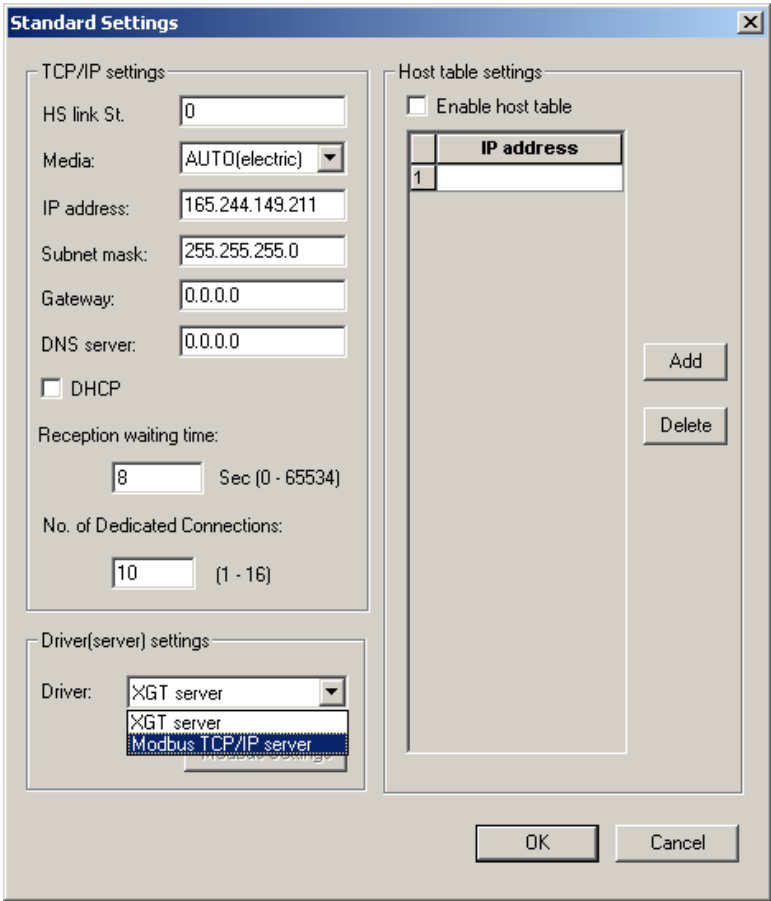 Standard Settings
TCP/IP settings
HS link St. 0
Media: AUTO(electric)
IP address: 165.244.149.211
Subnet mask: 255.255.255.0
Gateway: 0.0.0.0
DNS server: 0.0.0.0
DHCP
Reception waiting time:
8 Sec (0 - 65534)
No. of Dedicated Connections:
10 (1 - 16)
Driver(server) settings
Driver: XGT server
XGT server
Modbus TCP/IP server
Modbus Settings
Host table settings
Enable host table
IP address
1
Add
Delete
OK
Cancel